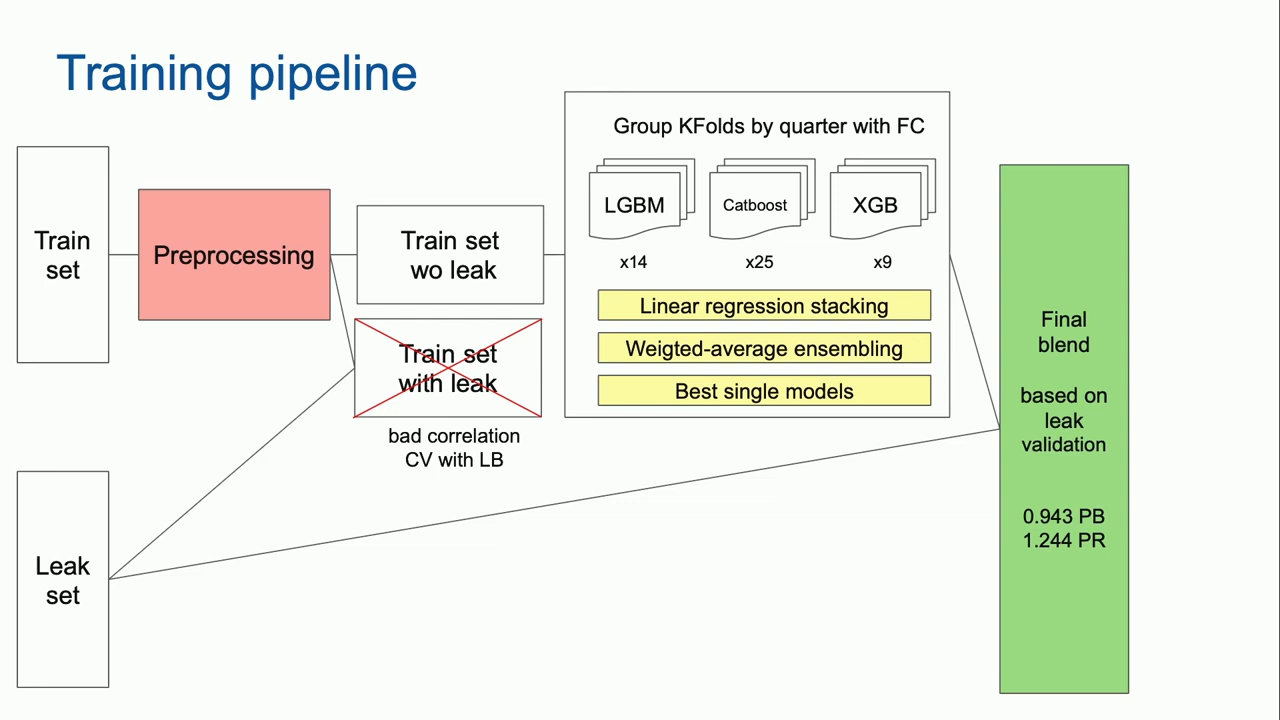 Training pipeline
Train
set
Preprocessing
Train set
wo leak
Train set
with leak
bad correlation
CV with LB
Leak
set
Group KFolds by quarter with FC
LGBM
Catboost
XGB
x14
x25
x9
Linear regression stacking
Weigted-average ensembling
Best single models
Final
blend
based on
leak
validation
0.943 PB
1.244 PR